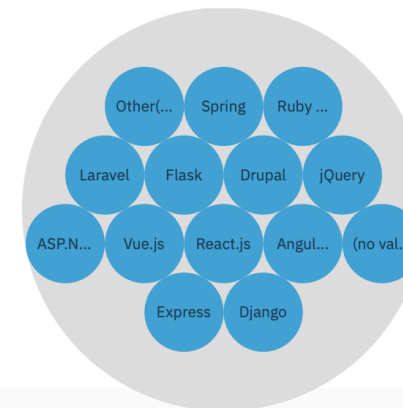 Other(... Spring Ruby ...
Laravel Flask Drupal jQuery
ASP.N... Vue.js React.js Angul... (no val.
Express Django